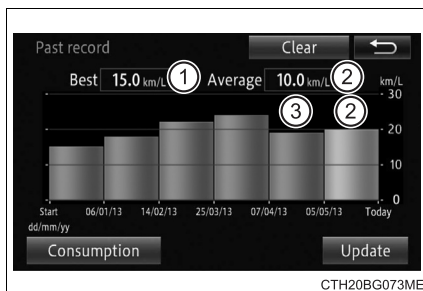 Past record Clear
Best 15.0 km/L 1 Average 10.0 km/L 2 km/L
30
3 2
20
10
0
Start 06/01/13 14/02/13 25/03/13 07/04/13 05/05/13 Today
dd/mm/yy
Consumption Update
CTH20BG073ME